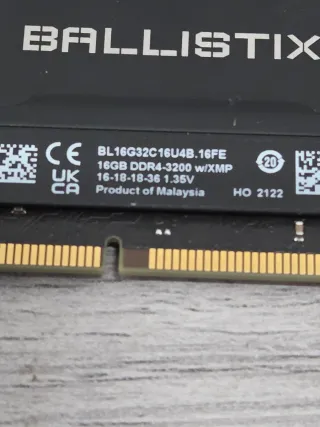 BALLISTIX
CE
UK
CA
BL16G32C16U4B.16FE
16GB DDR4-3200 w/XMP
16-18-18-36 1.35V
Product of Malaysia
20
HO 2122